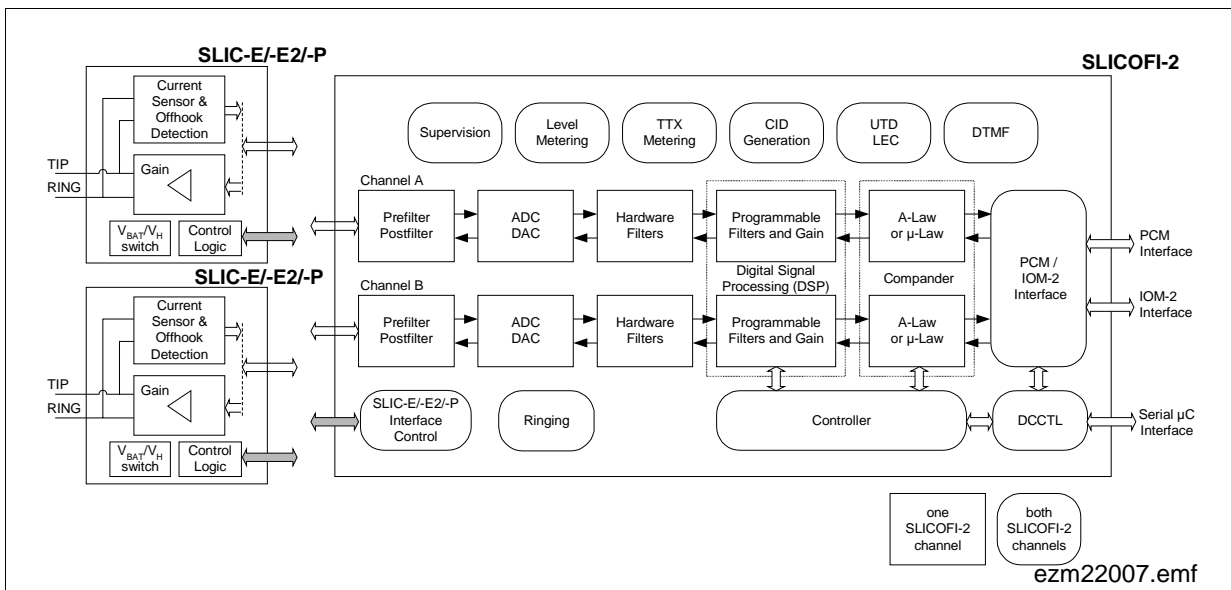 SLIC-E/-E2/-P
Current
Sensor &
Offhook
Detection
TIP
RING
Gain
VBAT/VH
switch
Control
Logic
SLIC-E/-E2/-P
Current
Sensor &
Offhook
Detection
TIP
RING
Gain
VBAT/VH
switch
Control
Logic
SLICOFI-2
Supervision
Level
Metering
TTX
Metering
CID
Generation
UTD
LEC
DTMF
Channel A
Prefilter
Postfilter
ADC
DAC
Hardware
Filters
Programmable
Filters and Gain
A-Law
or µ-Law
Digital Signal
Processing (DSP)
Compander
PCM /
IOM-2
Interface
PCM
Interface
IOM-2
Interface
Channel B
Prefilter
Postfilter
ADC
DAC
Hardware
Filters
Programmable
Filters and Gain
A-Law
or µ-Law
SLIC-E/-E2/-P
Interface
Control
Ringing
Controller
DCCTL
Serial µC
Interface
one
SLICOFI-2
channel
both
SLICOFI-2
channels
ezm22007.emf